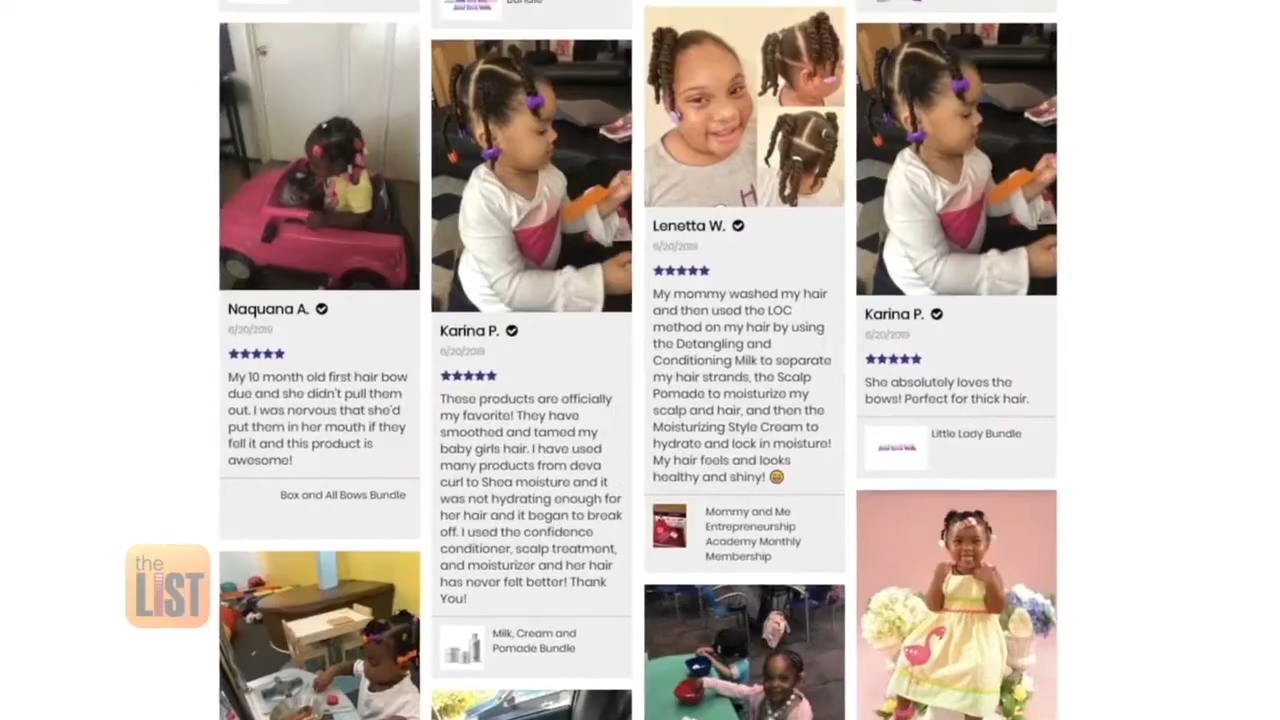 Bundle
Naquana A.
6/20/2019
My 10 month old first hair bow
due and she didn't pull them
out. I was nervous that she'd
put them in her mouth if they
fell it and this product is
awesome!
Box and All Bows Bundle
the
LIST
Karina P.
6/20/2019
These products are officially
my favorite! They have
smoothed and tamed my
baby girls hair. I have used
many products from deva
curl to Shea moisture and it
was not hydrating enough for
her hair and it began to break
off. I used the confidence
conditioner, scalp treatment,
and moisturizer and her hair
has never felt better! Thank
You!
Milk, Cream and
Pomade Bundle
Lenetta W.
6/20/2019
My mommy washed my hair
and then used the LOC
method on my hair by using
the Detangling and
Conditioning Milk to separate
my hair strands, the Scalp
Pomade to moisturize my
scalp and hair, and then the
Moisturizing Style Cream to
hydrate and lock in moisture!
My hair feels and looks
healthy and shiny! 😄
Mommy and Me
Entrepreneurship
Academy Monthly
Membership
Karina P.
6/20/2019
She absolutely loves the
bows! Perfect for thick hair.
Little Lady Bundle